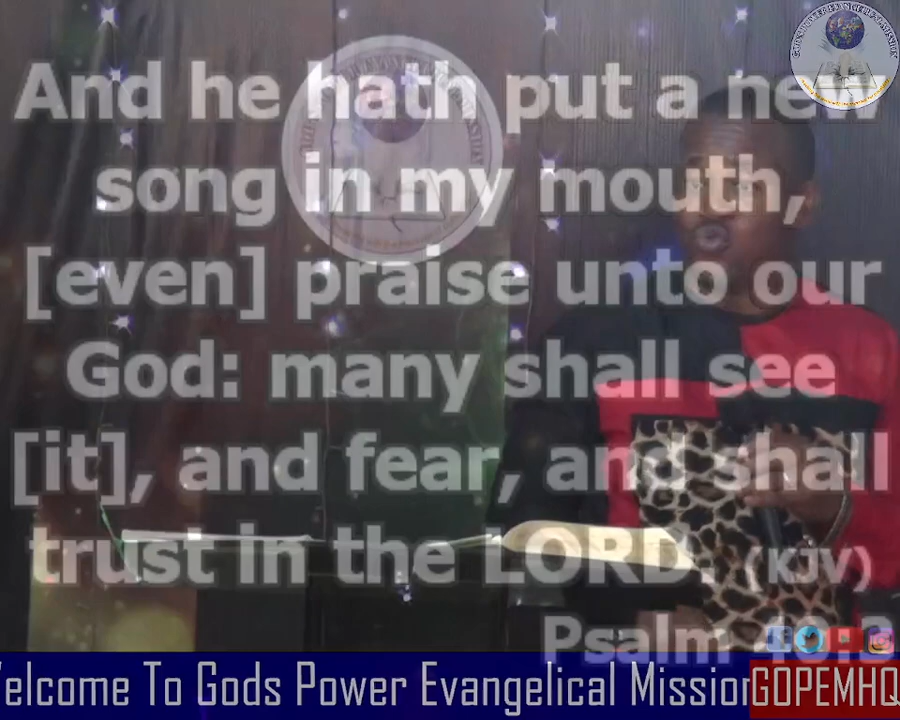 And he hath put a new
song in my mouth,
[even] praise unto our
God: many shall see
[it], and fear, and shall
trust in the LORD. (KJV)
Psalm 40:3
Welcome To Gods Power Evangelical Mission
GOPEMHQ